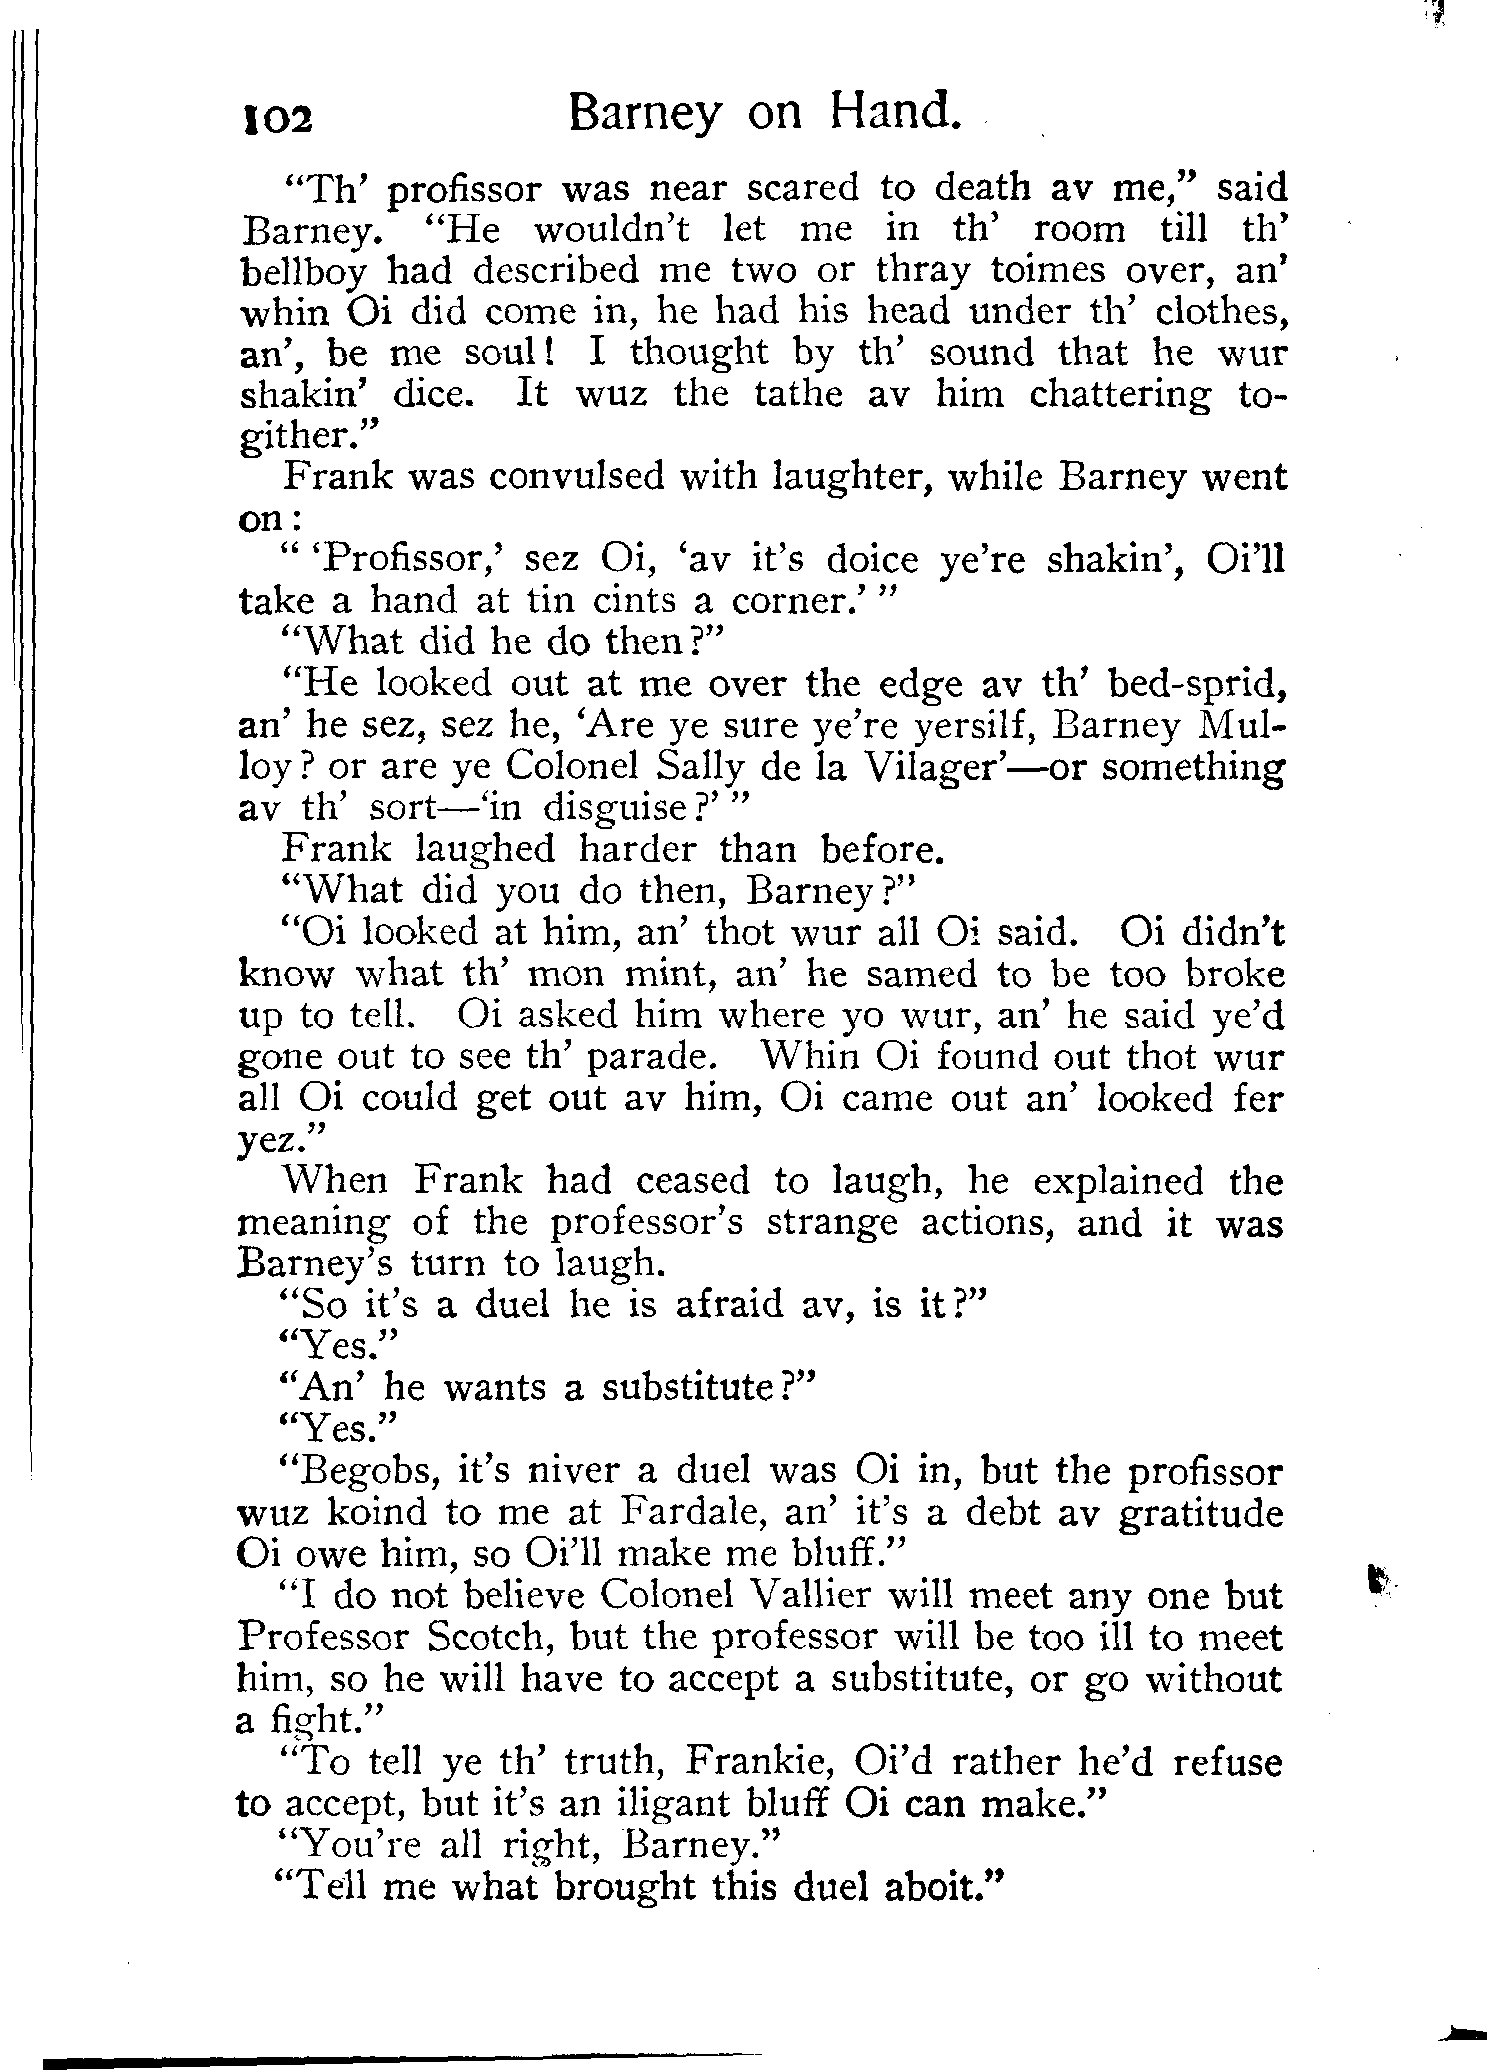 102 Barney on Hand.
“Th’ profissor was near scared to death av me,” said
Barney. “He wouldn’t let me in th’ room till th’
bellboy had described me two or thray toimes over, an’
whin Oi did come in, he had his head under th’ clothes,
an’, be me soul! I thought by th’ sound that he wur
shakin’ dice. It wuz the tathe av him chattering to-
gither.”
Frank was convulsed with laughter, while Barney went
on:
“ ‘Profissor,’ sez Oi, ‘av it’s doice ye’re shakin’, Oi’ll
take a hand at tin cints a corner.’ ”
“What did he do then?”
“He looked out at me over the edge av th’ bed-sprid,
an’ he sez, sez he, ‘Are ye sure ye’re yersilf, Barney Mul-
loy? or are ye Colonel Sally de la Vilager’—or something
av th’ sort—‘in disguise?’ ”
Frank laughed harder than before.
“What did you do then, Barney?”
“Oi looked at him, an’ thot wur all Oi said. Oi didn’t
know what th’ mon mint, an’ he samed to be too broke
up to tell. Oi asked him where yo wur, an’ he said ye’d
gone out to see th’ parade. Whin Oi found out thot wur
all Oi could get out av him, Oi came out an’ looked fer
yez.”
When Frank had ceased to laugh, he explained the
meaning of the professor’s strange actions, and it was
Barney’s turn to laugh.
“So it’s a duel he is afraid av, is it?”
“Yes.”
“An’ he wants a substitute?”
“Yes.”
“Begobs, it’s niver a duel was Oi in, but the profissor
wuz koind to me at Fardale, an’ it’s a debt av gratitude
Oi owe him, so Oi’ll make me bluff.”
“I do not believe Colonel Vallier will meet any one but
Professor Scotch, but the professor will be too ill to meet
him, so he will have to accept a substitute, or go without
a fight.”
“To tell ye th’ truth, Frankie, Oi’d rather he’d refuse
to accept, but it’s an iligant bluff Oi can make.”
“You’re all right, Barney.”
“Tell me what brought this duel aboit.”